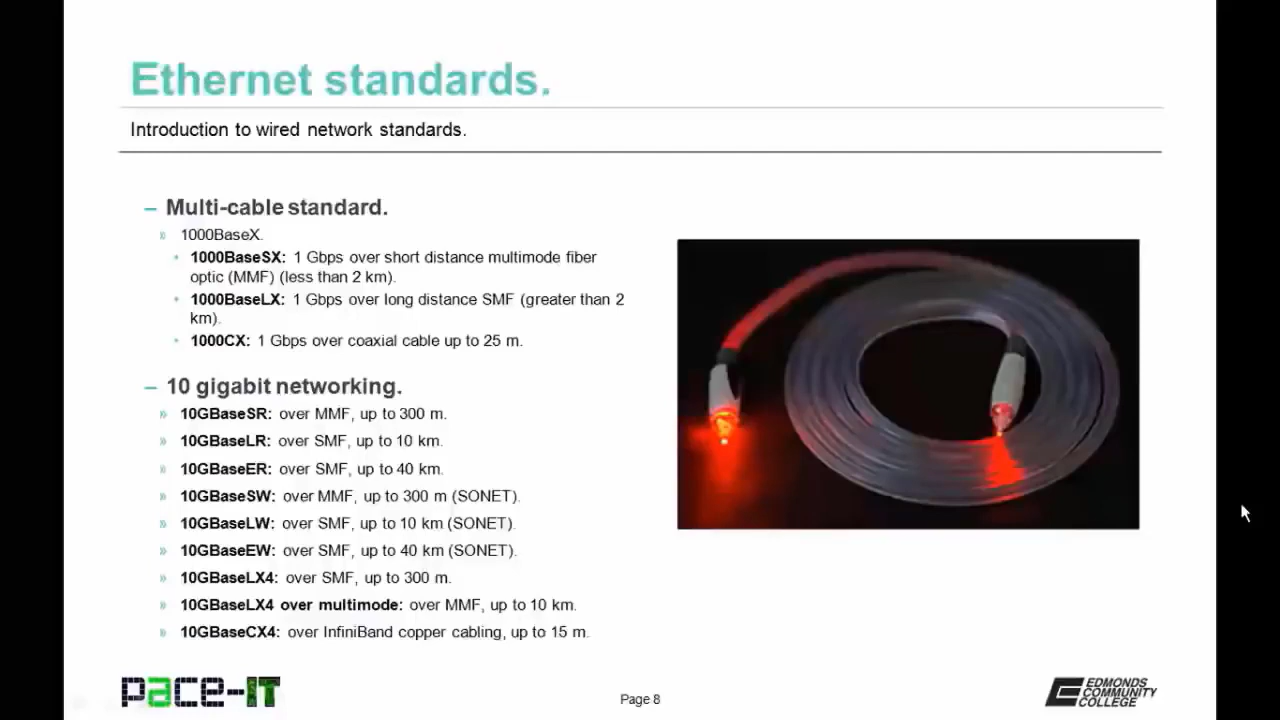 Ethernet standards.
Introduction to wired network standards.
– Multi-cable standard.
» 1000BaseX.
• 1000BaseSX: 1 Gbps over short distance multimode fiber
optic (MMF) (less than 2 km).
• 1000BaseLX: 1 Gbps over long distance SMF (greater than 2
km).
• 1000CX: 1 Gbps over coaxial cable up to 25 m.
– 10 gigabit networking.
» 10GBaseSR: over MMF, up to 300 m.
» 10GBaseLR: over SMF, up to 10 km.
» 10GBaseER: over SMF, up to 40 km.
» 10GBaseSW: over MMF, up to 300 m (SONET).
» 10GBaseLW: over SMF, up to 10 km (SONET).
» 10GBaseEW: over SMF, up to 40 km (SONET).
» 10GBaseLX4: over SMF, up to 300 m.
» 10GBaseLX4 over multimode: over MMF, up to 10 km.
» 10GBaseCX4: over InfiniBand copper cabling, up to 15 m.
pace-IT
Page 8
EDMONDS
COMMUNITY
COLLEGE